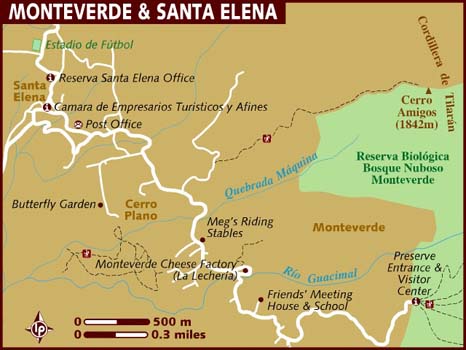 MONTEVERDE & SANTA ELENA
Estadio de Fútbol
Cordillera de
Tilarán
Reserva Santa Elena Office
Santa
Elena
Camara de Empresarios Turisticos y Afines
Post Office
Cerro
Amigos
(1842m)
Quebrada Máquina
Reserva Biológica
Bosque Nuboso
Monteverde
Butterfly Garden
Cerro
Plano
Meg's Riding
Stables
Monteverde
Monteverde Cheese Factory
(La Lechería)
Río Guacimal
Preserve
Entrance &
Visitor
Center
Friends' Meeting
House & School
lp
0 500 m
0 0.3 miles